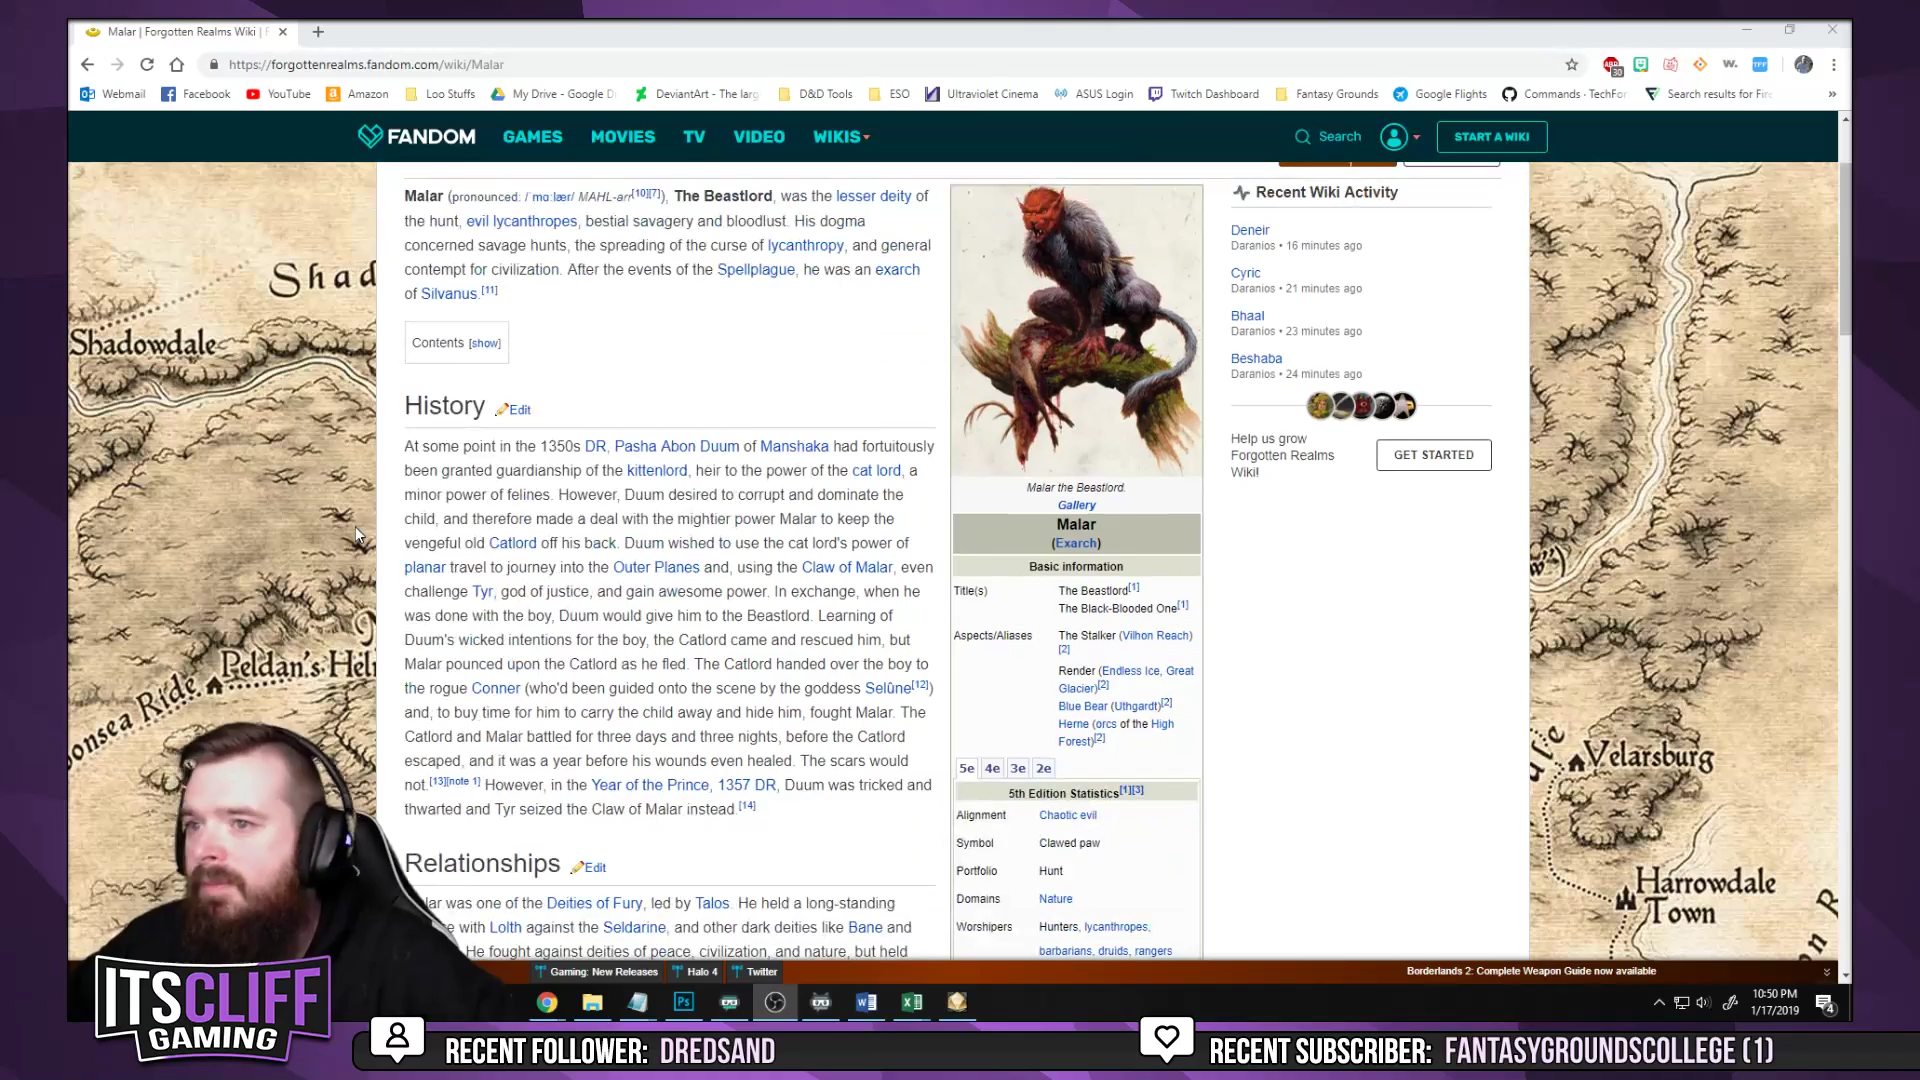 Malar | Forgotten Realms Wiki | F
https://forgottenrealms.fandom.com/wiki/Malar
Webmail Facebook YouTube Amazon Loo Stuffs My Drive - Google D DeviantArt - The larg D&D Tools ESO Ultraviolet Cinema ASUS Login Twitch Dashboard Fantasy Grounds Google Flights Commands - TechFor Search results for Fire
FANDOM GAMES MOVIES TV VIDEO WIKIS Search START A WIKI
Malar (pronounced: /ˈmɑːlær/ MAHL-arr[10][7]), The Beastlord, was the lesser deity of
the hunt, evil lycanthropes, bestial savagery and bloodlust. His dogma
concerned savage hunts, the spreading of the curse of lycanthropy, and general
contempt for civilization. After the events of the Spellplague, he was an exarch
of Silvanus.[11]
Contents [show]
History Edit
At some point in the 1350s DR, Pasha Abon Duum of Manshaka had fortuitously
been granted guardianship of the kittenlord, heir to the power of the cat lord, a
minor power of felines. However, Duum desired to corrupt and dominate the
child, and therefore made a deal with the mightier power Malar to keep the
vengeful old Catlord off his back. Duum wished to use the cat lord's power of
planar travel to journey into the Outer Planes and, using the Claw of Malar, even
challenge Tyr, god of justice, and gain awesome power. In exchange, when he
was done with the boy, Duum would give him to the Beastlord. Learning of
Duum's wicked intentions for the boy, the Catlord came and rescued him, but
Malar pounced upon the Catlord as he fled. The Catlord handed over the boy to
the rogue Conner (who'd been guided onto the scene by the goddess Selûne[12])
and, to buy time for him to carry the child away and hide him, fought Malar. The
Catlord and Malar battled for three days and three nights, before the Catlord
escaped, and it was a year before his wounds even healed. The scars would
not.[13][note 1] However, in the Year of the Prince, 1357 DR, Duum was tricked and
thwarted and Tyr seized the Claw of Malar instead.[14]
Relationships Edit
lar was one of the Deities of Fury, led by Talos. He held a long-standing
e with Lolth against the Seldarine, and other dark deities like Bane and
He fought against deities of peace, civilization, and nature, but held
Malar the Beastlord.
Gallery
Malar
(Exarch)
Basic information
Title(s) The Beastlord[1]
The Black-Blooded One[1]
Aspects/Aliases The Stalker (Vilhon Reach)
[2]
Render (Endless Ice, Great
Glacier)[2]
Blue Bear (Uthgardt)[2]
Herne (orcs of the High
Forest)[2]
5e 4e 3e 2e
5th Edition Statistics[1][3]
Alignment Chaotic evil
Symbol Clawed paw
Portfolio Hunt
Domains Nature
Worshipers Hunters, lycanthropes,
barbarians, druids, rangers
Recent Wiki Activity
Deneir
Daranios • 16 minutes ago
Cyric
Daranios • 21 minutes ago
Bhaal
Daranios • 23 minutes ago
Beshaba
Daranios • 24 minutes ago
Help us grow
Forgotten Realms
Wiki!
GET STARTED
Shad
Shadowdale
Peldan's Hel
oonsea Ride
Velarsburg
Harrowdale
Town
Gaming: New Releases Halo 4 Twitter Borderlands 2: Complete Weapon Guide now available
10:50 PM
1/17/2019
4
ITSCLIFF
GAMING
RECENT FOLLOWER: DREDSAND
RECENT SUBSCRIBER: FANTASYGROUNDSCOLLEGE (1)